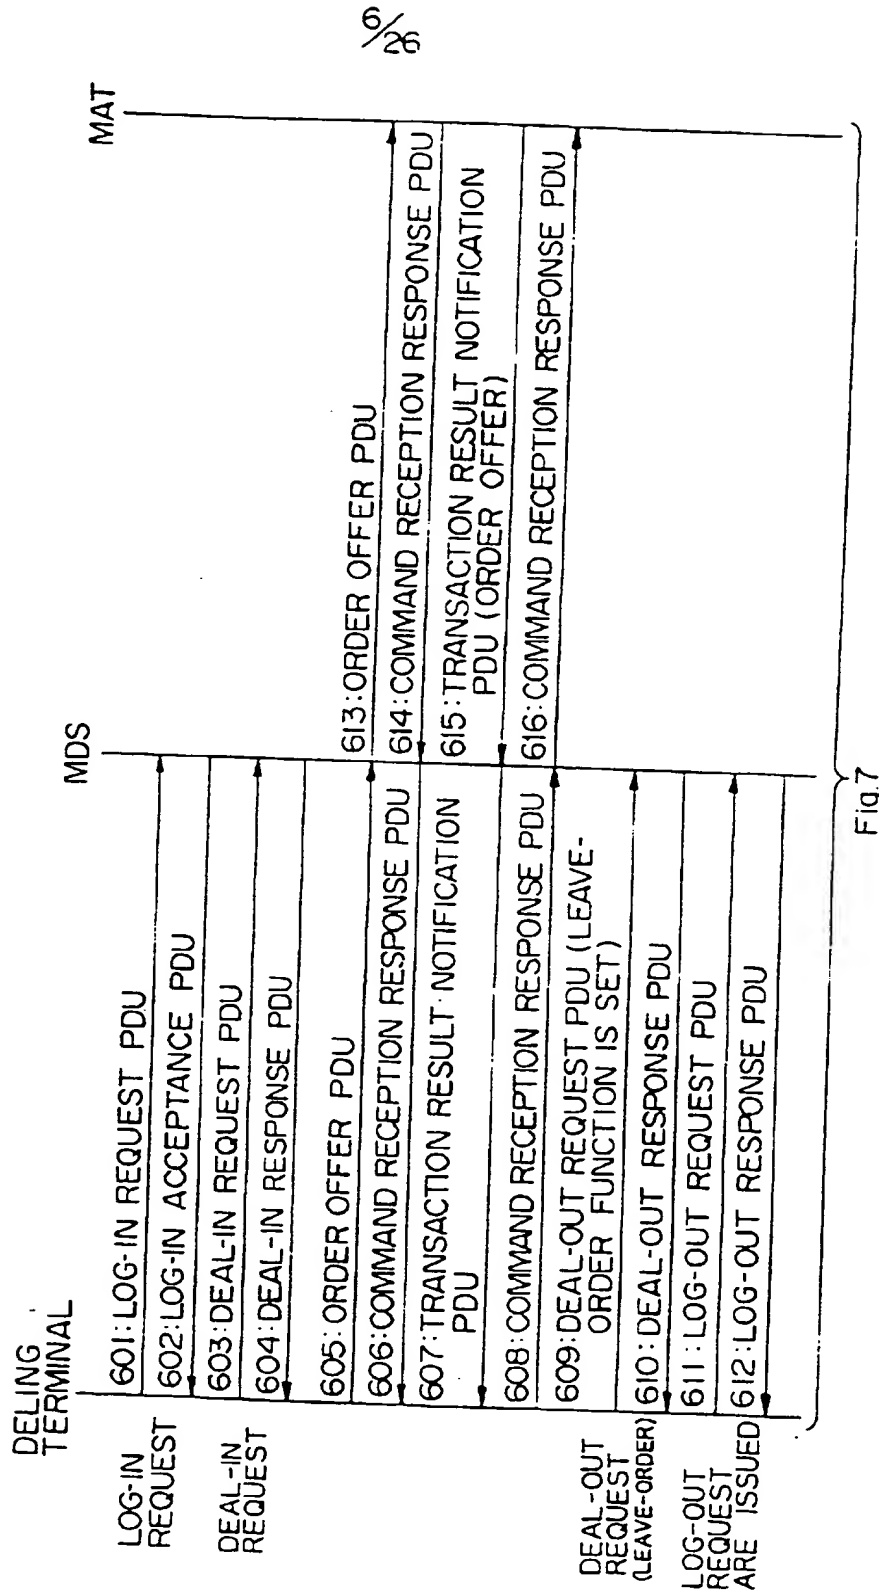 6/26
DELING
TERMINAL
MDS
MAT
LOG-IN
REQUEST
601:LOG-IN REQUEST PDU
602:LOG-IN ACCEPTANCE PDU
DEAL-IN
REQUEST
603:DEAL-IN REQUEST PDU
604:DEAL-IN RESPONSE PDU
605:ORDER OFFER PDU
613:ORDER OFFER PDU
606:COMMAND RECEPTION RESPONSE PDU
614:COMMAND RECEPTION RESPONSE PDU
607:TRANSACTION RESULT NOTIFICATION
PDU
615:TRANSACTION RESULT NOTIFICATION
PDU (ORDER OFFER)
608:COMMAND RECEPTION RESPONSE PDU
616:COMMAND RECEPTION RESPONSE PDU
DEAL-OUT
REQUEST
(LEAVE-ORDER)
609:DEAL-OUT REQUEST PDU (LEAVE-
ORDER FUNCTION IS SET)
610:DEAL-OUT RESPONSE PDU
LOG-OUT
REQUEST
ARE ISSUED
611:LOG-OUT REQUEST PDU
612:LOG-OUT RESPONSE PDU
Fig.7